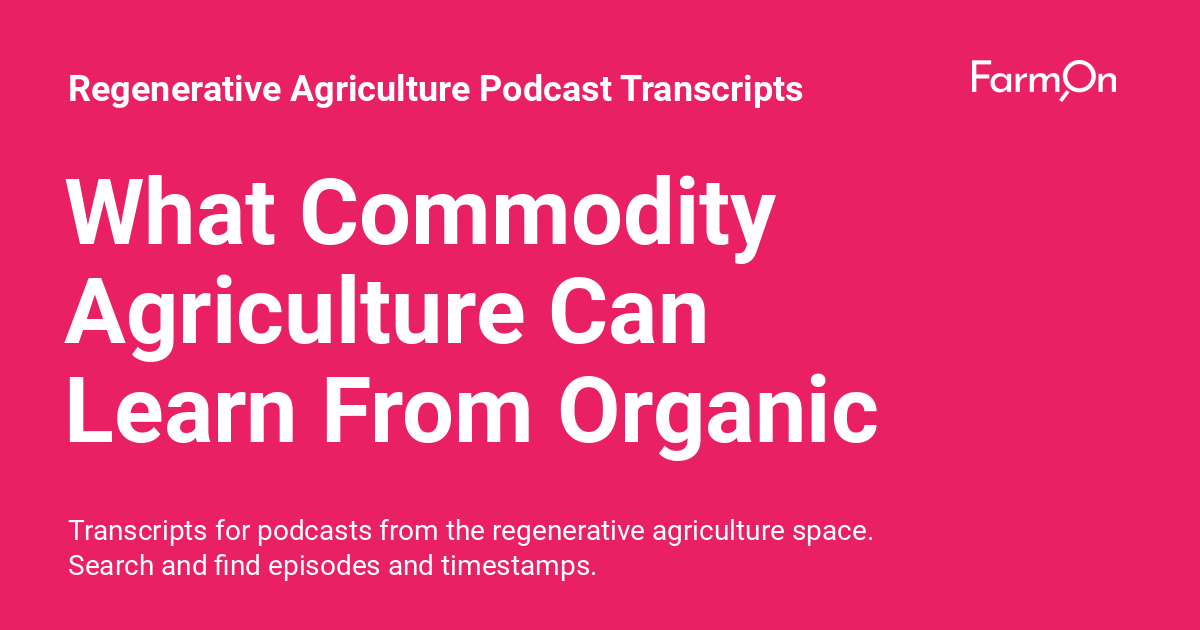 Regenerative Agriculture Podcast Transcripts
FarmOn
What Commodity
Agriculture Can
Learn From Organic
Transcripts for podcasts from the regenerative agriculture space.
Search and find episodes and timestamps.